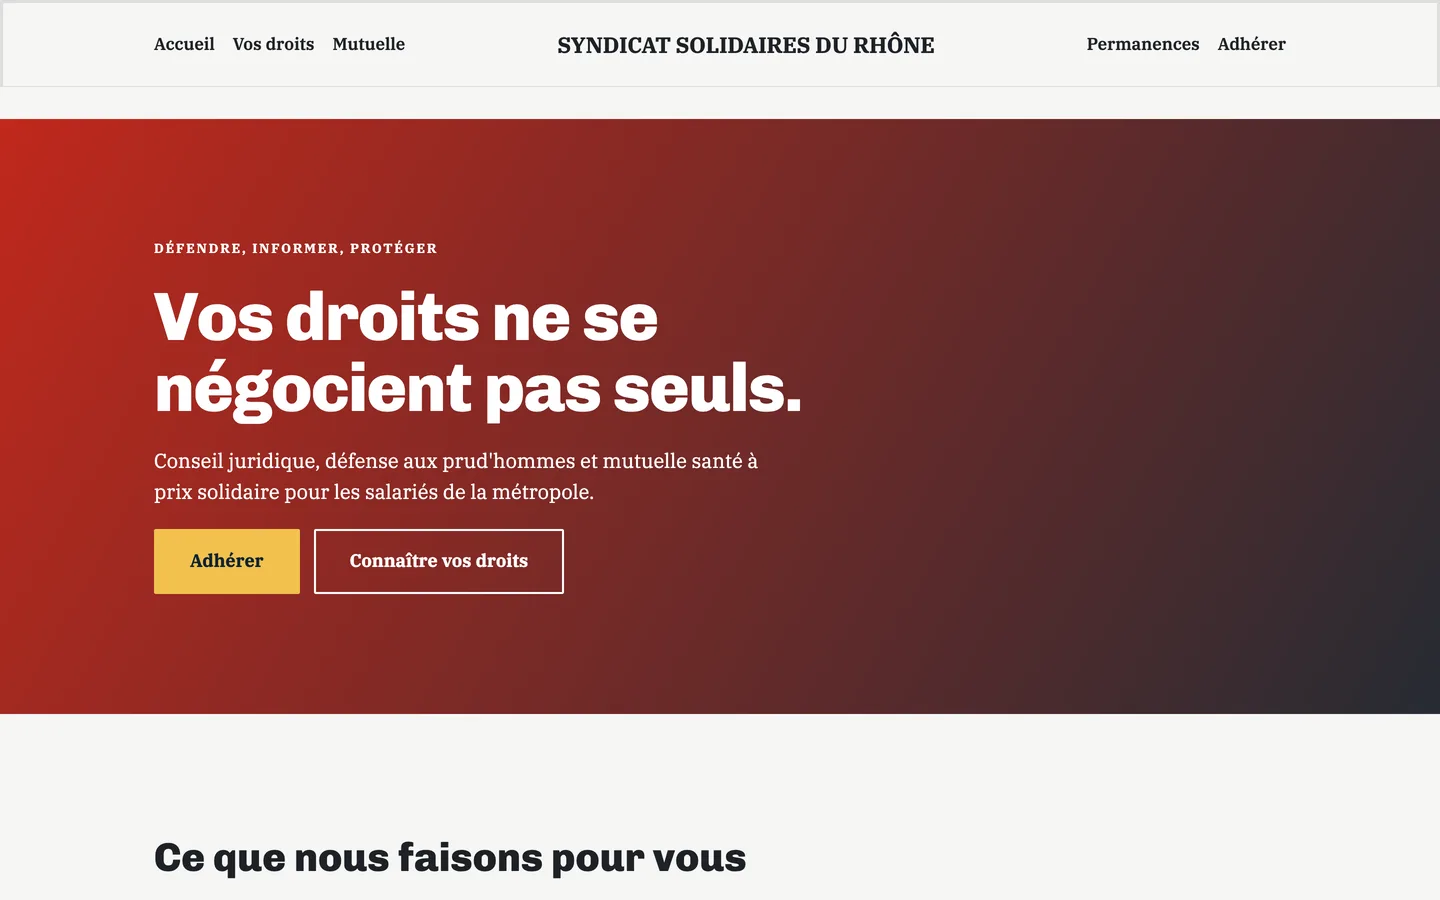 Accueil Vos droits Mutuelle SYNDICAT SOLIDAIRES DU RHÔNE Permanences Adhérer
DÉFENDRE, INFORMER, PROTÉGER
Vos droits ne se
négocient pas seuls.
Conseil juridique, défense aux prud'hommes et mutuelle santé à
prix solidaire pour les salariés de la métropole.
Adhérer Connaître vos droits
Ce que nous faisons pour vous